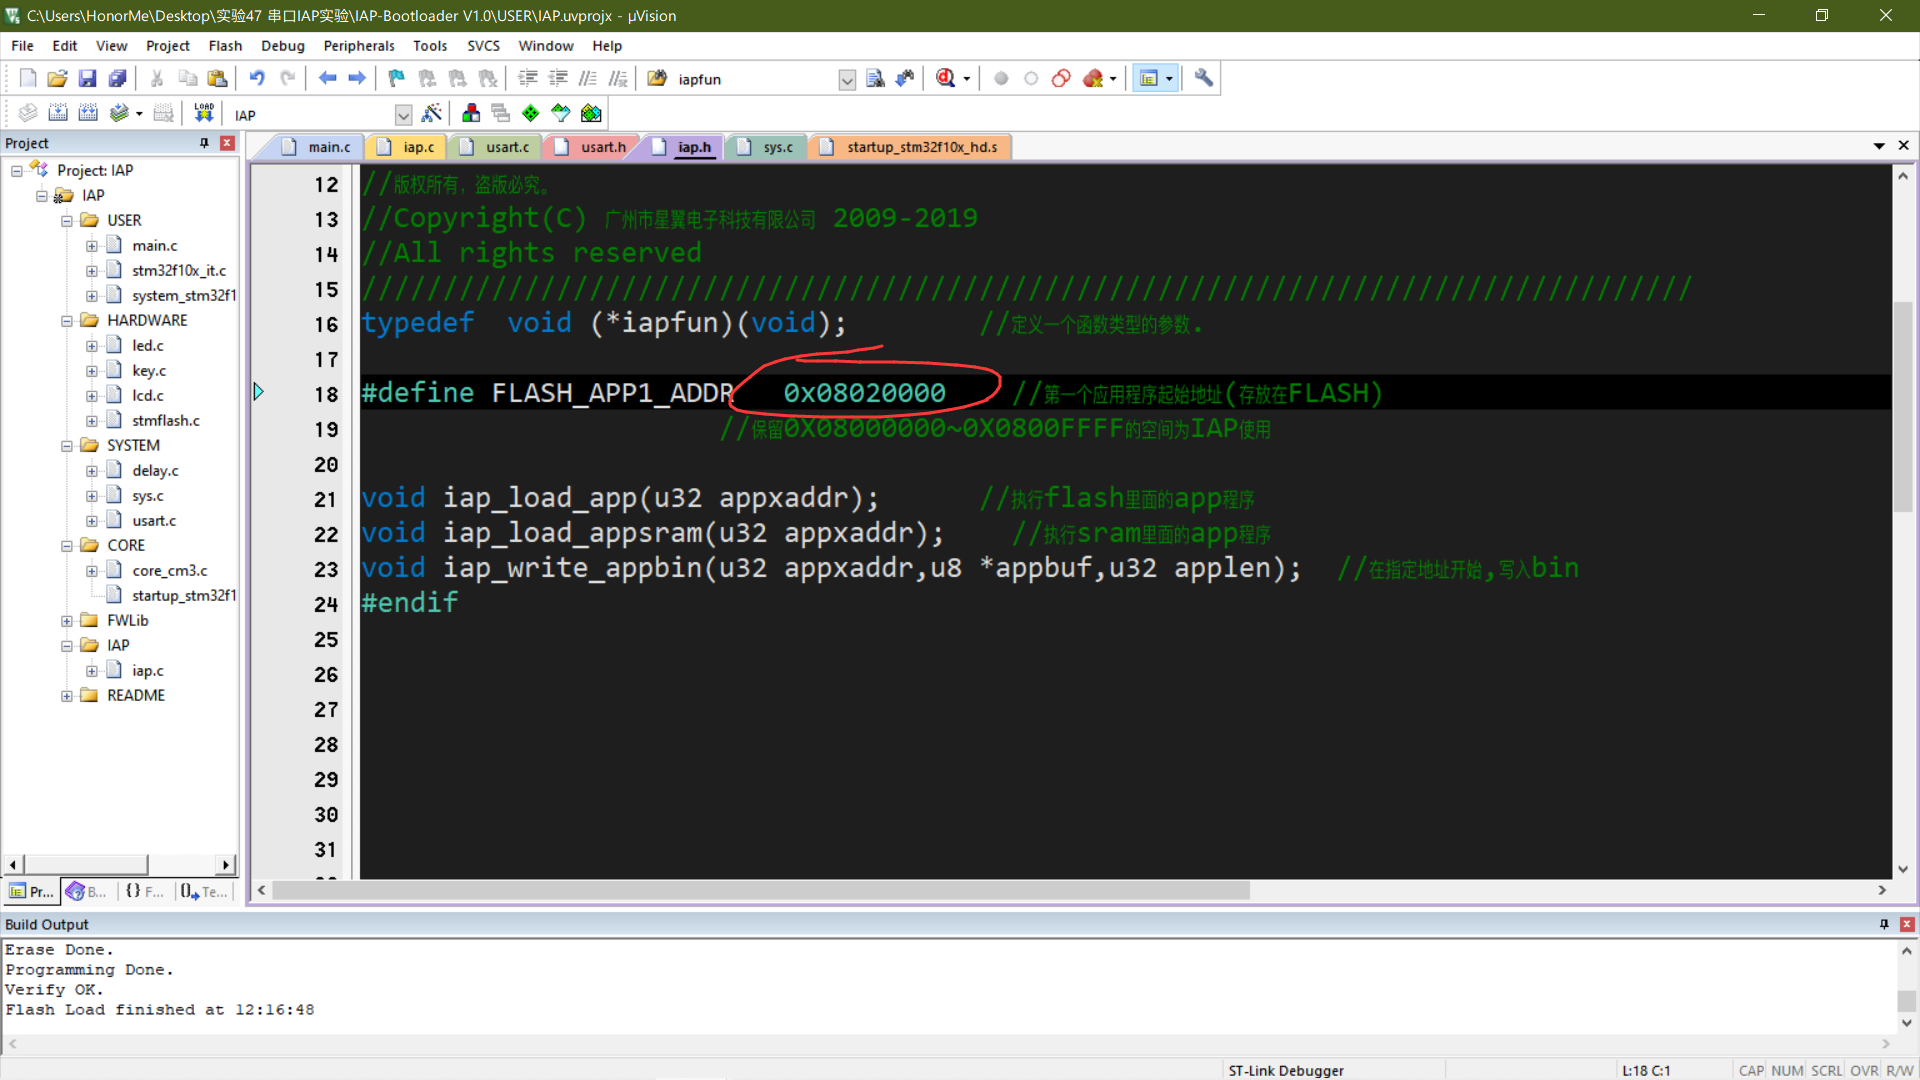 C:\Users\HonorMe\Desktop\实验47 串口IAP实验\IAP-Bootloader V1.0\USER\IAP.uvprojx - µVision
File Edit View Project Flash Debug Peripherals Tools SVCS Window Help
iapfun
LOAD IAP
Project
main.c iap.c usart.c usart.h iap.h sys.c startup_stm32f10x_hd.s
Project: IAP
IAP
USER
main.c
stm32f10x_it.c
system_stm32f1
HARDWARE
led.c
key.c
lcd.c
stmflash.c
SYSTEM
delay.c
sys.c
usart.c
CORE
core_cm3.c
startup_stm32f1
FWLib
IAP
iap.c
README
Pr... B... {} F... Te...
12 //版权所有，盗版必究。
13 //Copyright(C) 广州市星翼电子科技有限公司 2009-2019
14 //All rights reserved
15 //////////////////////////////////////////////////////////////////////////////////
16 typedef  void (*iapfun)(void);        //定义一个函数类型的参数.
17
18 #define FLASH_APP1_ADDR   0x08020000    //第一个应用程序起始地址(存放在FLASH)
19 //保留0X08000000~0X0800FFFF的空间为IAP使用
20
21 void iap_load_app(u32 appxaddr);      //执行flash里面的app程序
22 void iap_load_appsram(u32 appxaddr);    //执行sram里面的app程序
23 void iap_write_appbin(u32 appxaddr,u8 *appbuf,u32 applen);  //在指定地址开始,写入bin
24 #endif
25
26
27
28
29
30
31
Build Output
Erase Done.
Programming Done.
Verify OK.
Flash Load finished at 12:16:48
ST-Link Debugger L:18 C:1 CAP NUM SCRL OVR R/W